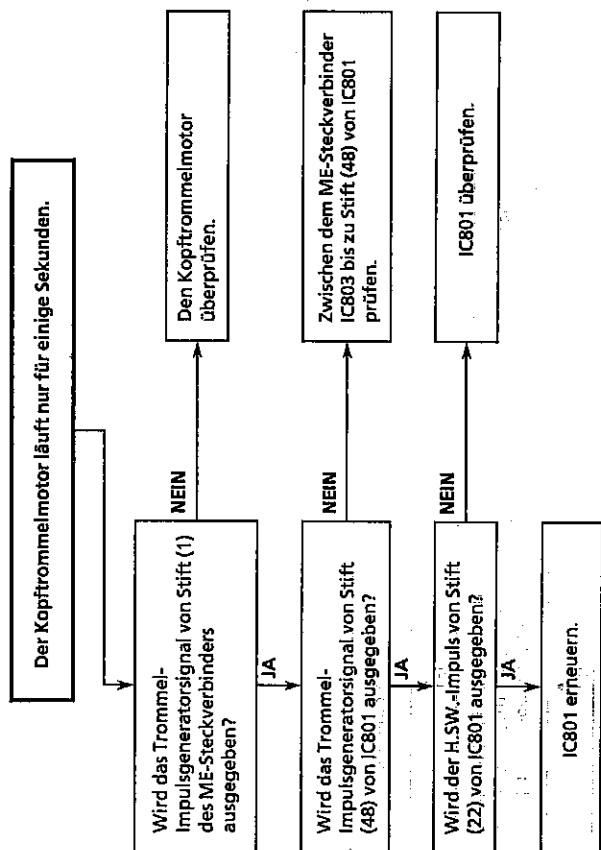 Der Kopftrommelmotor läuft nur für einige Sekunden.
Wird das Trommel-
Impulsgeneratorsignal von Stift (1)
des ME-Steckverbinders
ausgegeben?
NEIN
Den Kopftrommelmotor
überprüfen.
JA
Wird das Trommel-
Impulsgeneratorsignal von Stift
(48) von IC801 ausgegeben?
NEIN
Zwischen dem ME-Steckverbinder
IC803 bis zu Stift (48) von IC801
prüfen.
JA
Wird der H.SW.-Impuls von Stift
(22) von IC801 ausgegeben?
NEIN
IC801 überprüfen.
JA
IC801 erneuern.